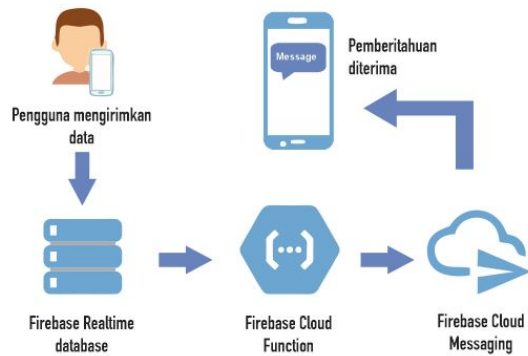 Pengguna mengirimkan
data
Message
Pemberitahuan
diterima
Firebase Realtime
database
Firebase Cloud
Function
Firebase Cloud
Messaging